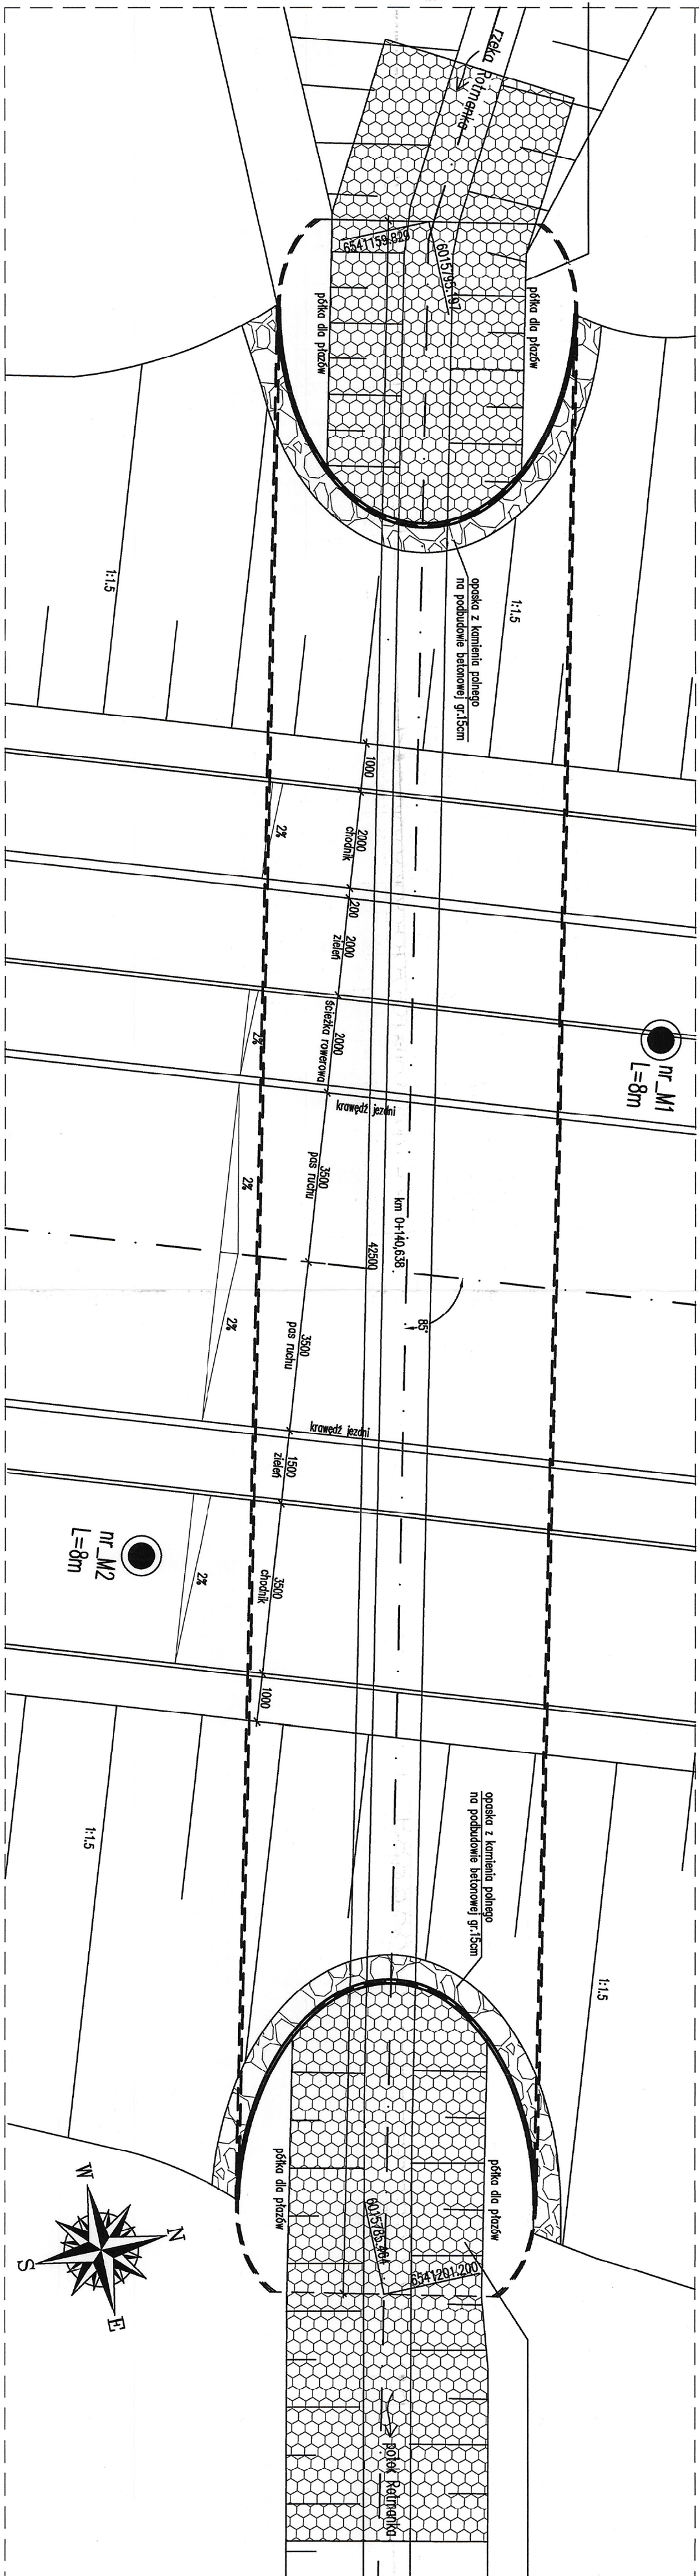 rzeka Rotmanka
6541159.829
6015795.197
półka dla płazów
półka dla płazów
opaska z kamienia polnego
na podbudowie betonowej gr.15cm
1:1.5
1:1.5
1000
2000
chodnik
2%
200
2000
zieleń
2000
ścieżka rowerowa
2%
krawędź jezdni
nr_M1
L=8m
3500
pas ruchu
2%
km 0+140,638
42500
85°
3500
pas ruchu
2%
krawędź jezdni
1500
zieleń
nr_M2
L=8m
3500
chodnik
2%
1000
1:1.5
opaska z kamienia polnego
na podbudowie betonowej gr.15cm
1:1.5
półka dla płazów
półka dla płazów
6541201.200
potok Rotmanka
W
N
S
E